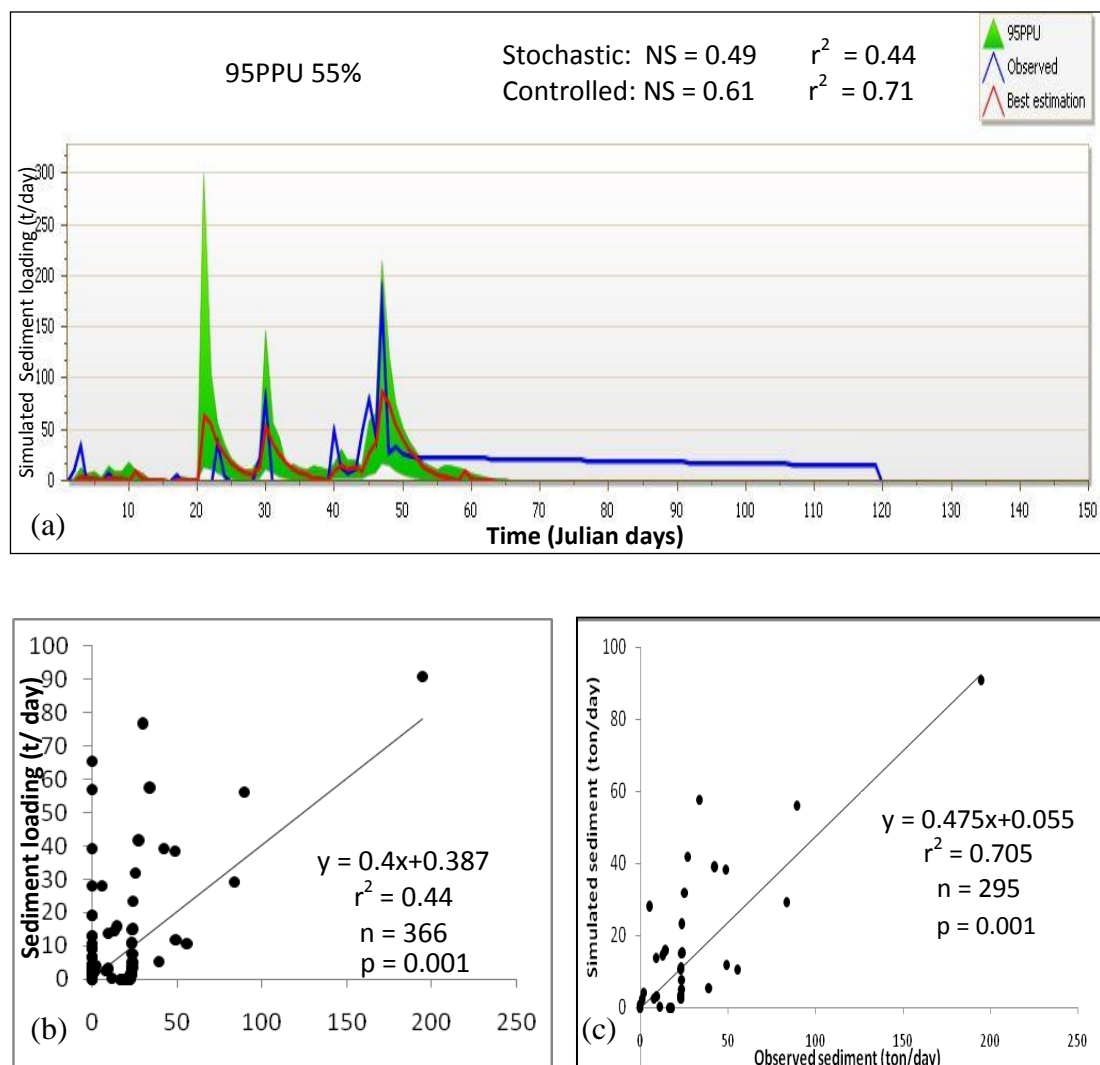 95PPU 55%
Stochastic: NS = 0.49 r² = 0.44
Controlled: NS = 0.61 r² = 0.71
95PPU
Observed
Best estimation
Simulated Sediment loading (t/day)
300
250
200
150
100
50
0
10 20 30 40 50 60 70 80 90 100 110 120 130 140 150
Time (Julian days)
(a)
Sediment loading (t/ day)
100
90
80
70
60
50
40
30
20
10
0
y = 0.4x+0.387
r² = 0.44
n = 366
p = 0.001
0 50 100 150 200 250
(b)
Simulated sediment (ton/day)
100
80
60
40
20
0
y = 0.475x+0.055
r² = 0.705
n = 295
p = 0.001
0 50 100 150 200 250
Observed sediment (ton/day)
(c)